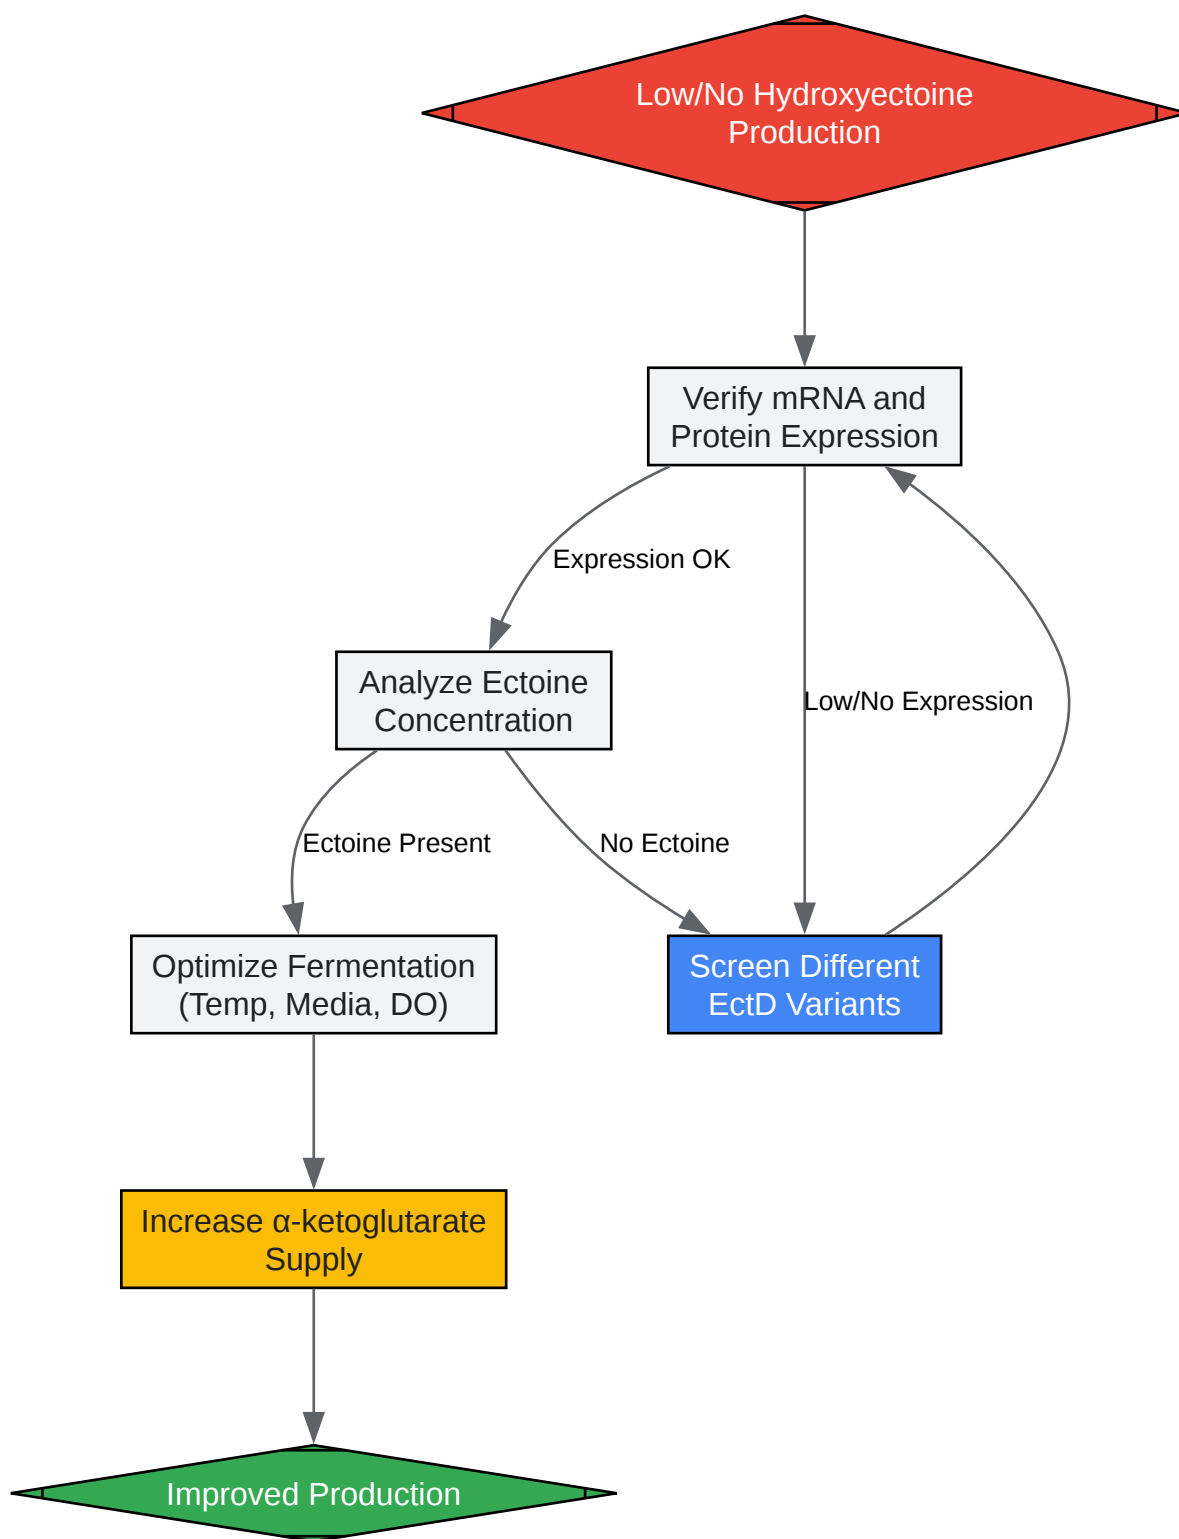 Low/No Hydroxyectoine
Production
Verify mRNA and
Protein Expression
Expression OK
Analyze Ectoine
Concentration
Low/No Expression
Ectoine Present
No Ectoine
Optimize Fermentation
(Temp, Media, DO)
Screen Different
EctD Variants
Increase α-ketoglutarate
Supply
Improved Production